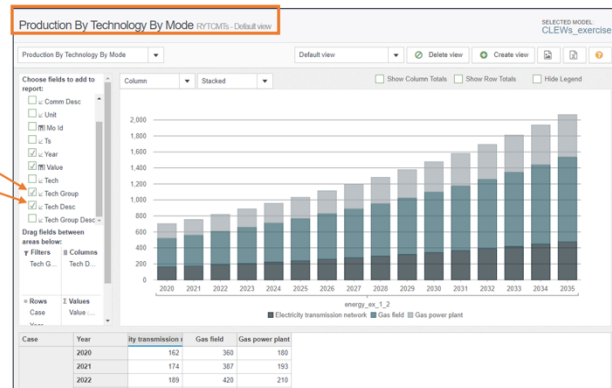 Production By Technology By Mode RYTCMTs - Default view
SELECTED MODEL:
CLEWs_exercise
Production By Technology By Mode
Default view
Delete view
Create view
Choose fields to add to
report:
Comm Desc
Unit
Mo Id
Ts
Year
Value
Tech
Tech Group
Tech Desc
Tech Group Desc
Drag fields between
areas below:
Filters
Columns
Tech G...
Tech D...
Rows
Σ Values
Case
Value ...
Year
Column
Stacked
Show Column Totals
Show Row Totals
Hide Legend
2,000
1,800
1,600
1,400
1,200
1,000
800
600
400
200
0
2020 2021 2022 2023 2024 2025 2026 2027 2028 2029 2030 2031 2032 2033 2034 2035
energy_ex_1_2
Electricity transmission network Gas field Gas power plant
Case Year ity transmission Gas field Gas power plant
2020 162 360 180
2021 174 387 193
2022 189 420 210